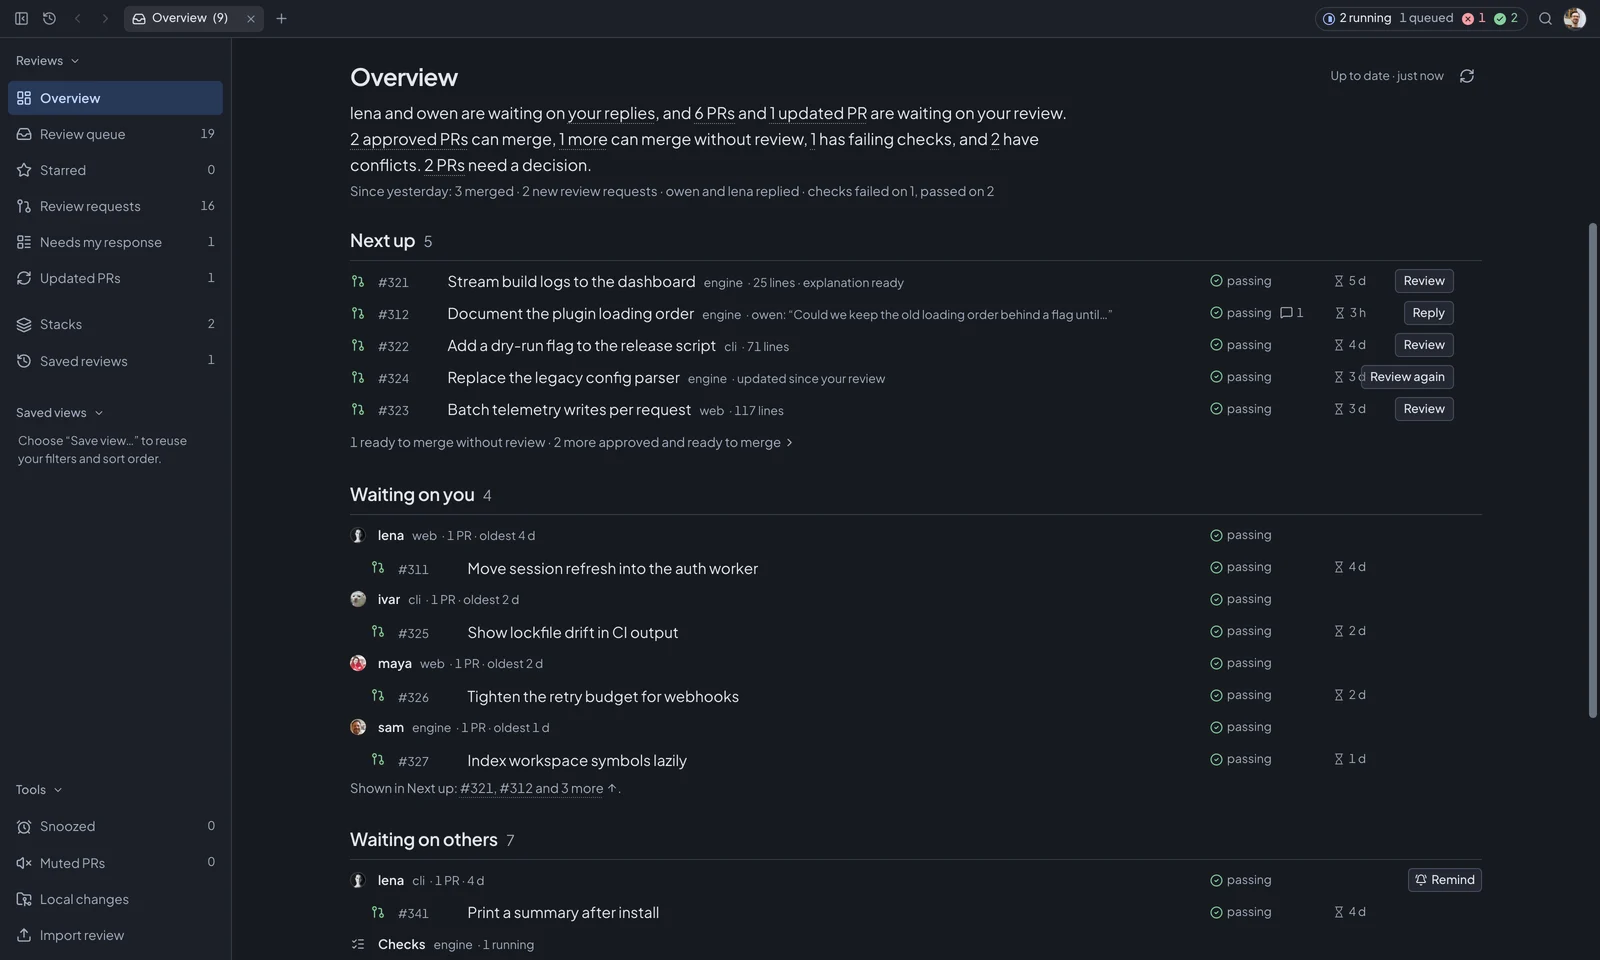 Overview (9)
2 running 1 queued 1 2
Reviews
Overview
Review queue 19
Starred 0
Review requests 16
Needs my response 1
Updated PRs 1
Stacks 2
Saved reviews 1
Saved views
Choose “Save view…” to reuse
your filters and sort order.
Tools
Snoozed 0
Muted PRs 0
Local changes
Import review
Overview
Up to date · just now
lena and owen are waiting on your replies, and 6 PRs and 1 updated PR are waiting on your review.
2 approved PRs can merge, 1 more can merge without review, 1 has failing checks, and 2 have
conflicts. 2 PRs need a decision.
Since yesterday: 3 merged · 2 new review requests · owen and lena replied · checks failed on 1, passed on 2
Next up 5
#321 Stream build logs to the dashboard engine · 25 lines · explanation ready passing 5 d Review
#312 Document the plugin loading order engine · owen: “Could we keep the old loading order behind a flag until…” passing 1 3 h Reply
#322 Add a dry-run flag to the release script cli · 71 lines passing 4 d Review
#324 Replace the legacy config parser engine · updated since your review passing 3 d Review again
#323 Batch telemetry writes per request web · 117 lines passing 3 d Review
1 ready to merge without review · 2 more approved and ready to merge
Waiting on you 4
lena web · 1 PR · oldest 4 d passing
#311 Move session refresh into the auth worker passing 4 d
ivar cli · 1 PR · oldest 2 d passing
#325 Show lockfile drift in CI output passing 2 d
maya web · 1 PR · oldest 2 d passing
#326 Tighten the retry budget for webhooks passing 2 d
sam engine · 1 PR · oldest 1 d passing
#327 Index workspace symbols lazily passing 1 d
Shown in Next up: #321, #312 and 3 more ↑ .
Waiting on others 7
lena cli · 1 PR · 4 d passing Remind
#341 Print a summary after install passing 4 d
Checks engine · 1 running